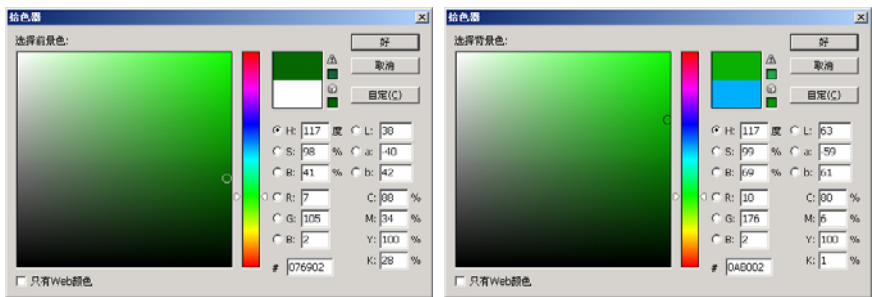 拾色器
选择前景色:
好
取消
自定(C)
H: 117 度 L: 38
S: 98 % a: -40
B: 41 % b: 42
R: 7 C: 80 %
G: 105 M: 34 %
B: 2 Y: 100 %
# 076902 K: 28 %
只有Web颜色
拾色器
选择背景色:
好
取消
自定(C)
H: 117 度 L: 63
S: 99 % a: -59
B: 69 % b: 61
R: 10 C: 80 %
G: 176 M: 6 %
B: 2 Y: 100 %
# 0AB002 K: 1 %
只有Web颜色